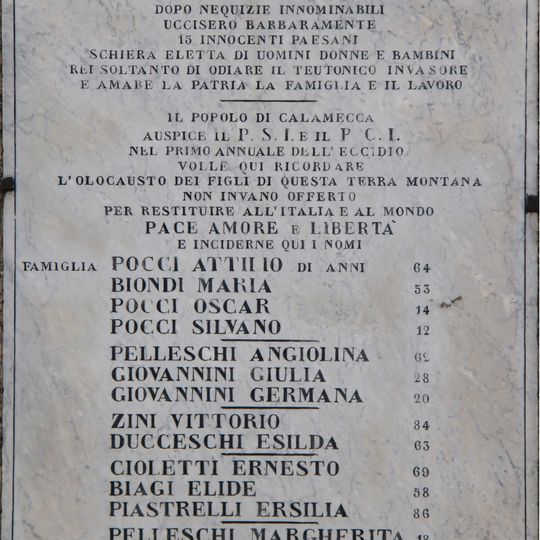 DOPO NEQUIZIE INNOMINABILI
UCCISERO BARBARAMENTE
15 INNOCENTI PAESANI
SCHIERA ELETTA DI UOMINI DONNE E BAMBINI
REI SOLTANTO DI ODIARE IL TEUTONICO INVASORE
E AMARE LA PATRIA LA FAMIGLIA E IL LAVORO
IL POPOLO DI CALAMECCA
AUSPICE IL P. S. I. E IL P. C. I.
NEL PRIMO ANNUALE DELL'ECCIDIO
VOLLE QUI RICORDARE
L'OLOCAUSTO DEI FIGLI DI QUESTA TERRA MONTANA
NON INVANO OFFERTO
PER RESTITUIRE ALL'ITALIA E AL MONDO
PACE AMORE E LIBERTA'
E INCIDERNE QUI I NOMI
FAMIGLIA POCCI ATTILIO DI ANNI 64
BIONDI MARIA 53
POCCI OSCAR 14
POCCI SILVANO 12
PELLESCHI ANGIOLINA 62
GIOVANNINI GIULIA 28
GIOVANNINI GERMANA 20
ZINI VITTORIO 84
DUCCESCHI ESILDA 63
CIOLETTI ERNESTO 69
BIAGI ELIDE 58
PIASTRELLI ERSILIA 86
PELLESCHI MARGHERITA 48